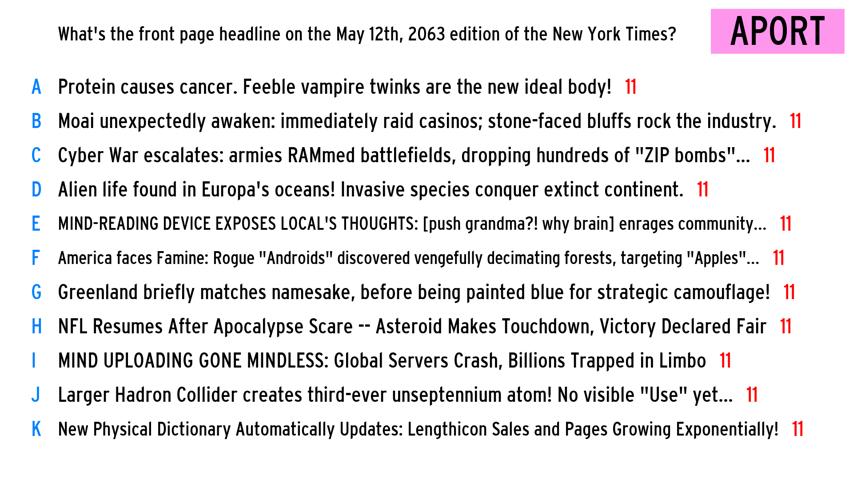 What's the front page headline on the May 12th, 2063 edition of the New York Times?
APORT
A Protein causes cancer. Feeble vampire twinks are the new ideal body! 11
B Moai unexpectedly awaken: immediately raid casinos; stone-faced bluffs rock the industry. 11
C Cyber War escalates: armies RAMmed battlefields, dropping hundreds of "ZIP bombs"... 11
D Alien life found in Europa's oceans! Invasive species conquer extinct continent. 11
E MIND-READING DEVICE EXPOSES LOCAL'S THOUGHTS: [push grandma?! why brain] enrages community... 11
F America faces Famine: Rogue "Androids" discovered vengefully decimating forests, targeting "Apples"... 11
G Greenland briefly matches namesake, before being painted blue for strategic camouflage! 11
H NFL Resumes After Apocalypse Scare -- Asteroid Makes Touchdown, Victory Declared Fair 11
I MIND UPLOADING GONE MINDLESS: Global Servers Crash, Billions Trapped in Limbo 11
J Larger Hadron Collider creates third-ever unseptennium atom! No visible "Use" yet... 11
K New Physical Dictionary Automatically Updates: Lengthicon Sales and Pages Growing Exponentially! 11